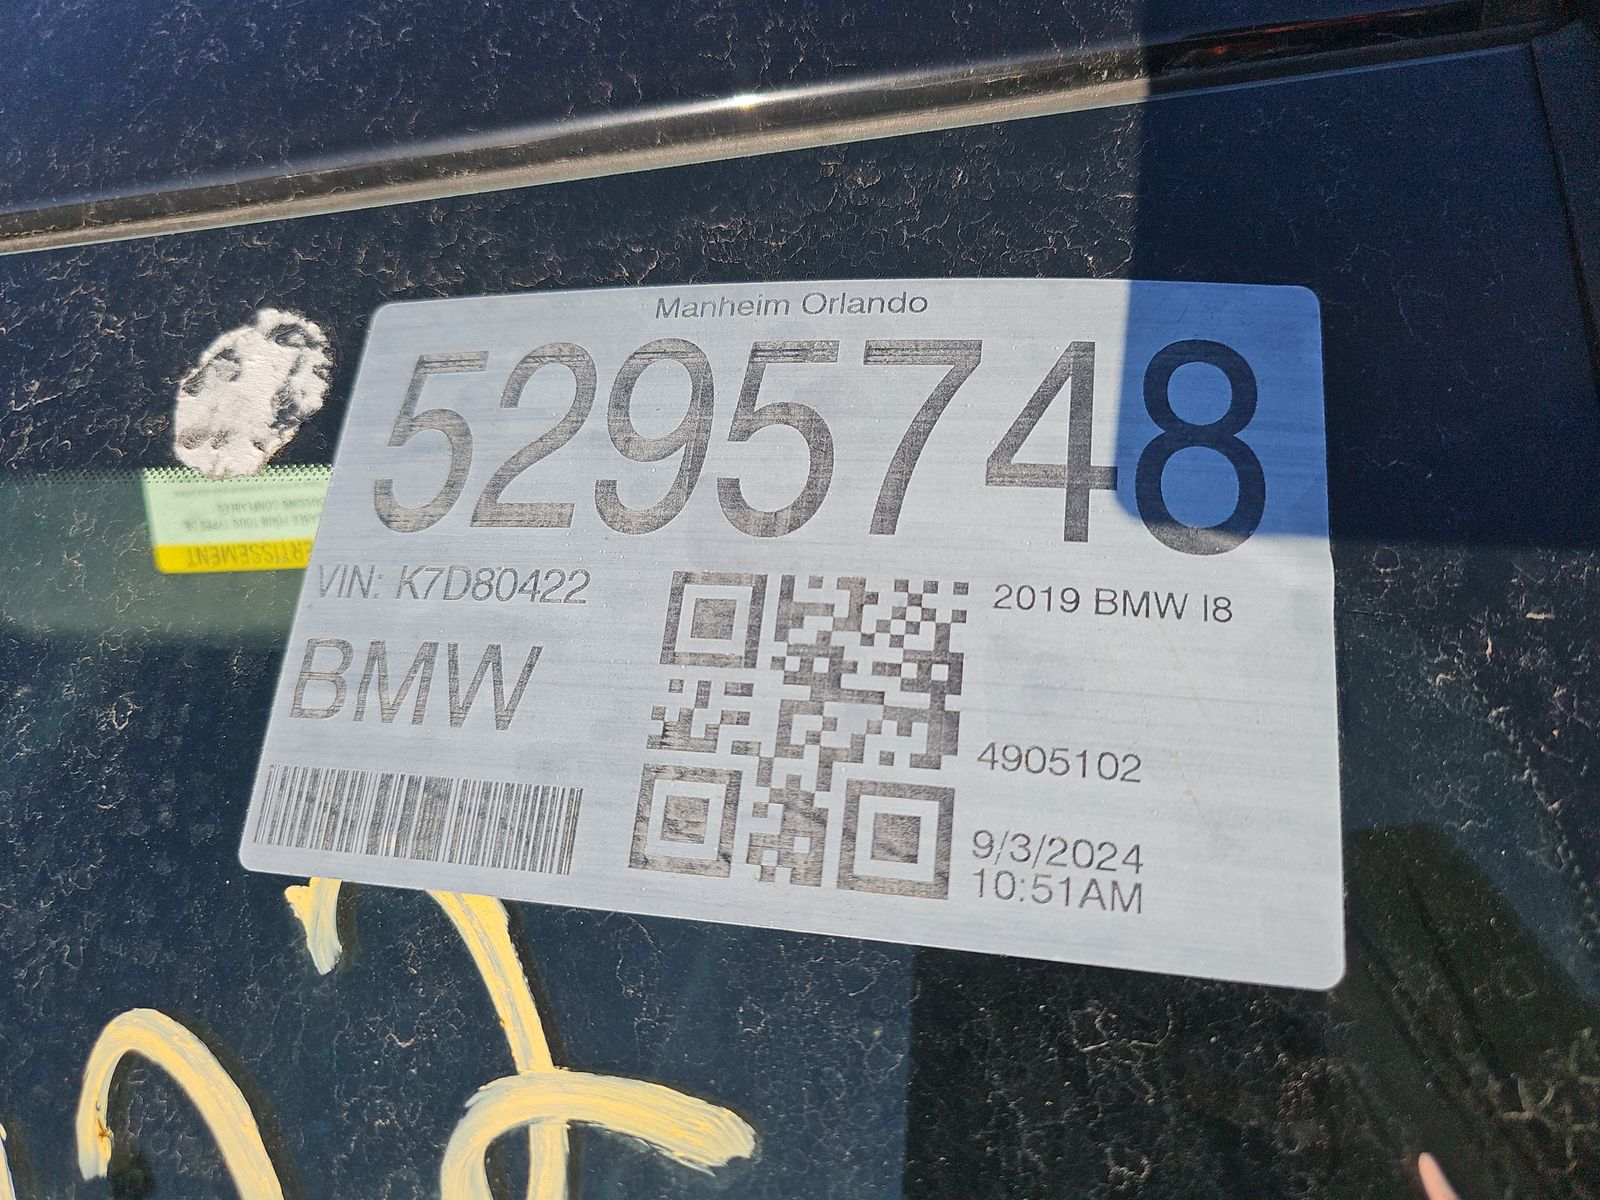 Manheim Orlando
5295748
VIN: K7D80422
2019 BMW I8
BMW
4905102
9/3/2024
10:51AM